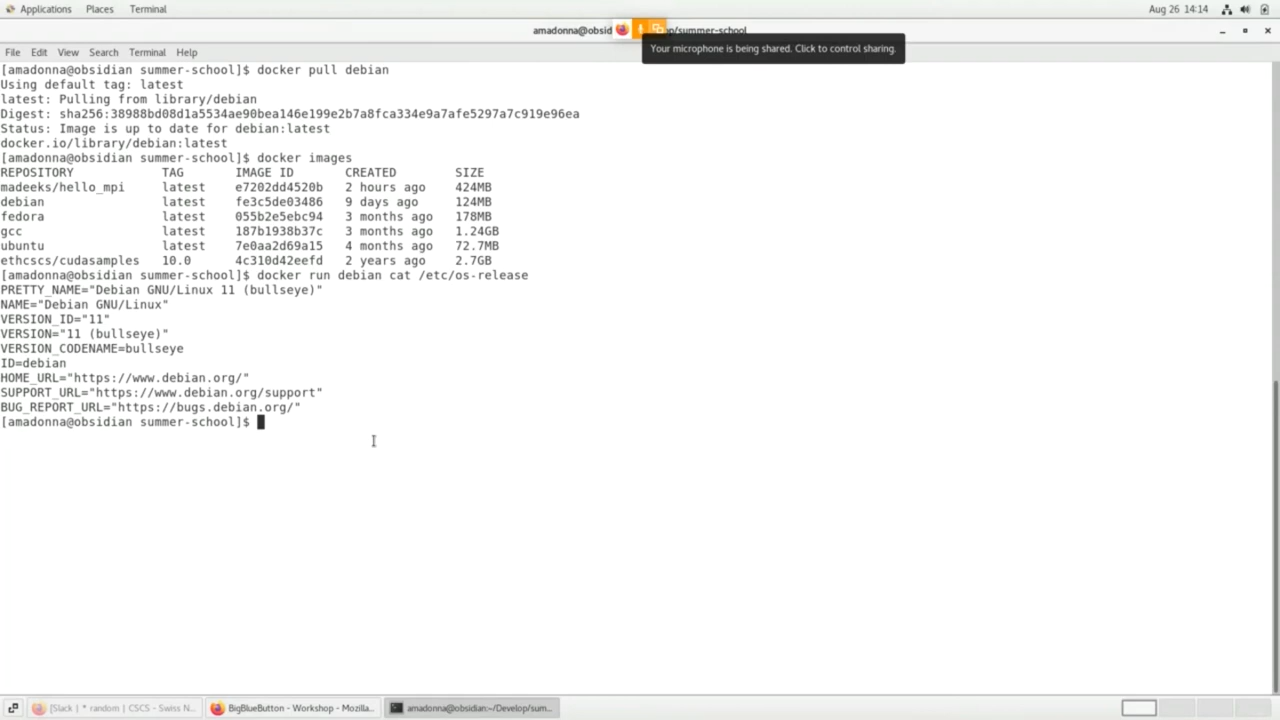 Applications Places Terminal Aug 26 14:14
amadonna@obsid p/summer-school
Your microphone is being shared. Click to control sharing.
File Edit View Search Terminal Help
[amadonna@obsidian summer-school]$ docker pull debian
Using default tag: latest
latest: Pulling from library/debian
Digest: sha256:38988bd08d1a5534ae90bea146e199e2b7a8fca334e9a7afe5297a7c919e96ea
Status: Image is up to date for debian:latest
docker.io/library/debian:latest
[amadonna@obsidian summer-school]$ docker images
REPOSITORY TAG IMAGE ID CREATED SIZE
madeeks/hello_mpi latest e7202dd4520b 2 hours ago 424MB
debian latest fe3c5de03486 9 days ago 124MB
fedora latest 055b2e5ebc94 3 months ago 178MB
gcc latest 187b1938b37c 3 months ago 1.24GB
ubuntu latest 7e0aa2d69a15 4 months ago 72.7MB
ethcscs/cudasamples 10.0 4c310d42eefd 2 years ago 2.7GB
[amadonna@obsidian summer-school]$ docker run debian cat /etc/os-release
PRETTY_NAME="Debian GNU/Linux 11 (bullseye)"
NAME="Debian GNU/Linux"
VERSION_ID="11"
VERSION="11 (bullseye)"
VERSION_CODENAME=bullseye
ID=debian
HOME_URL="https://www.debian.org/"
SUPPORT_URL="https://www.debian.org/support"
BUG_REPORT_URL="https://bugs.debian.org/"
[amadonna@obsidian summer-school]$
[Slack | * random | CSCS - Swiss N... BigBlueButton - Workshop - Mozilla... amadonna@obsidian:~/Develop/sum...